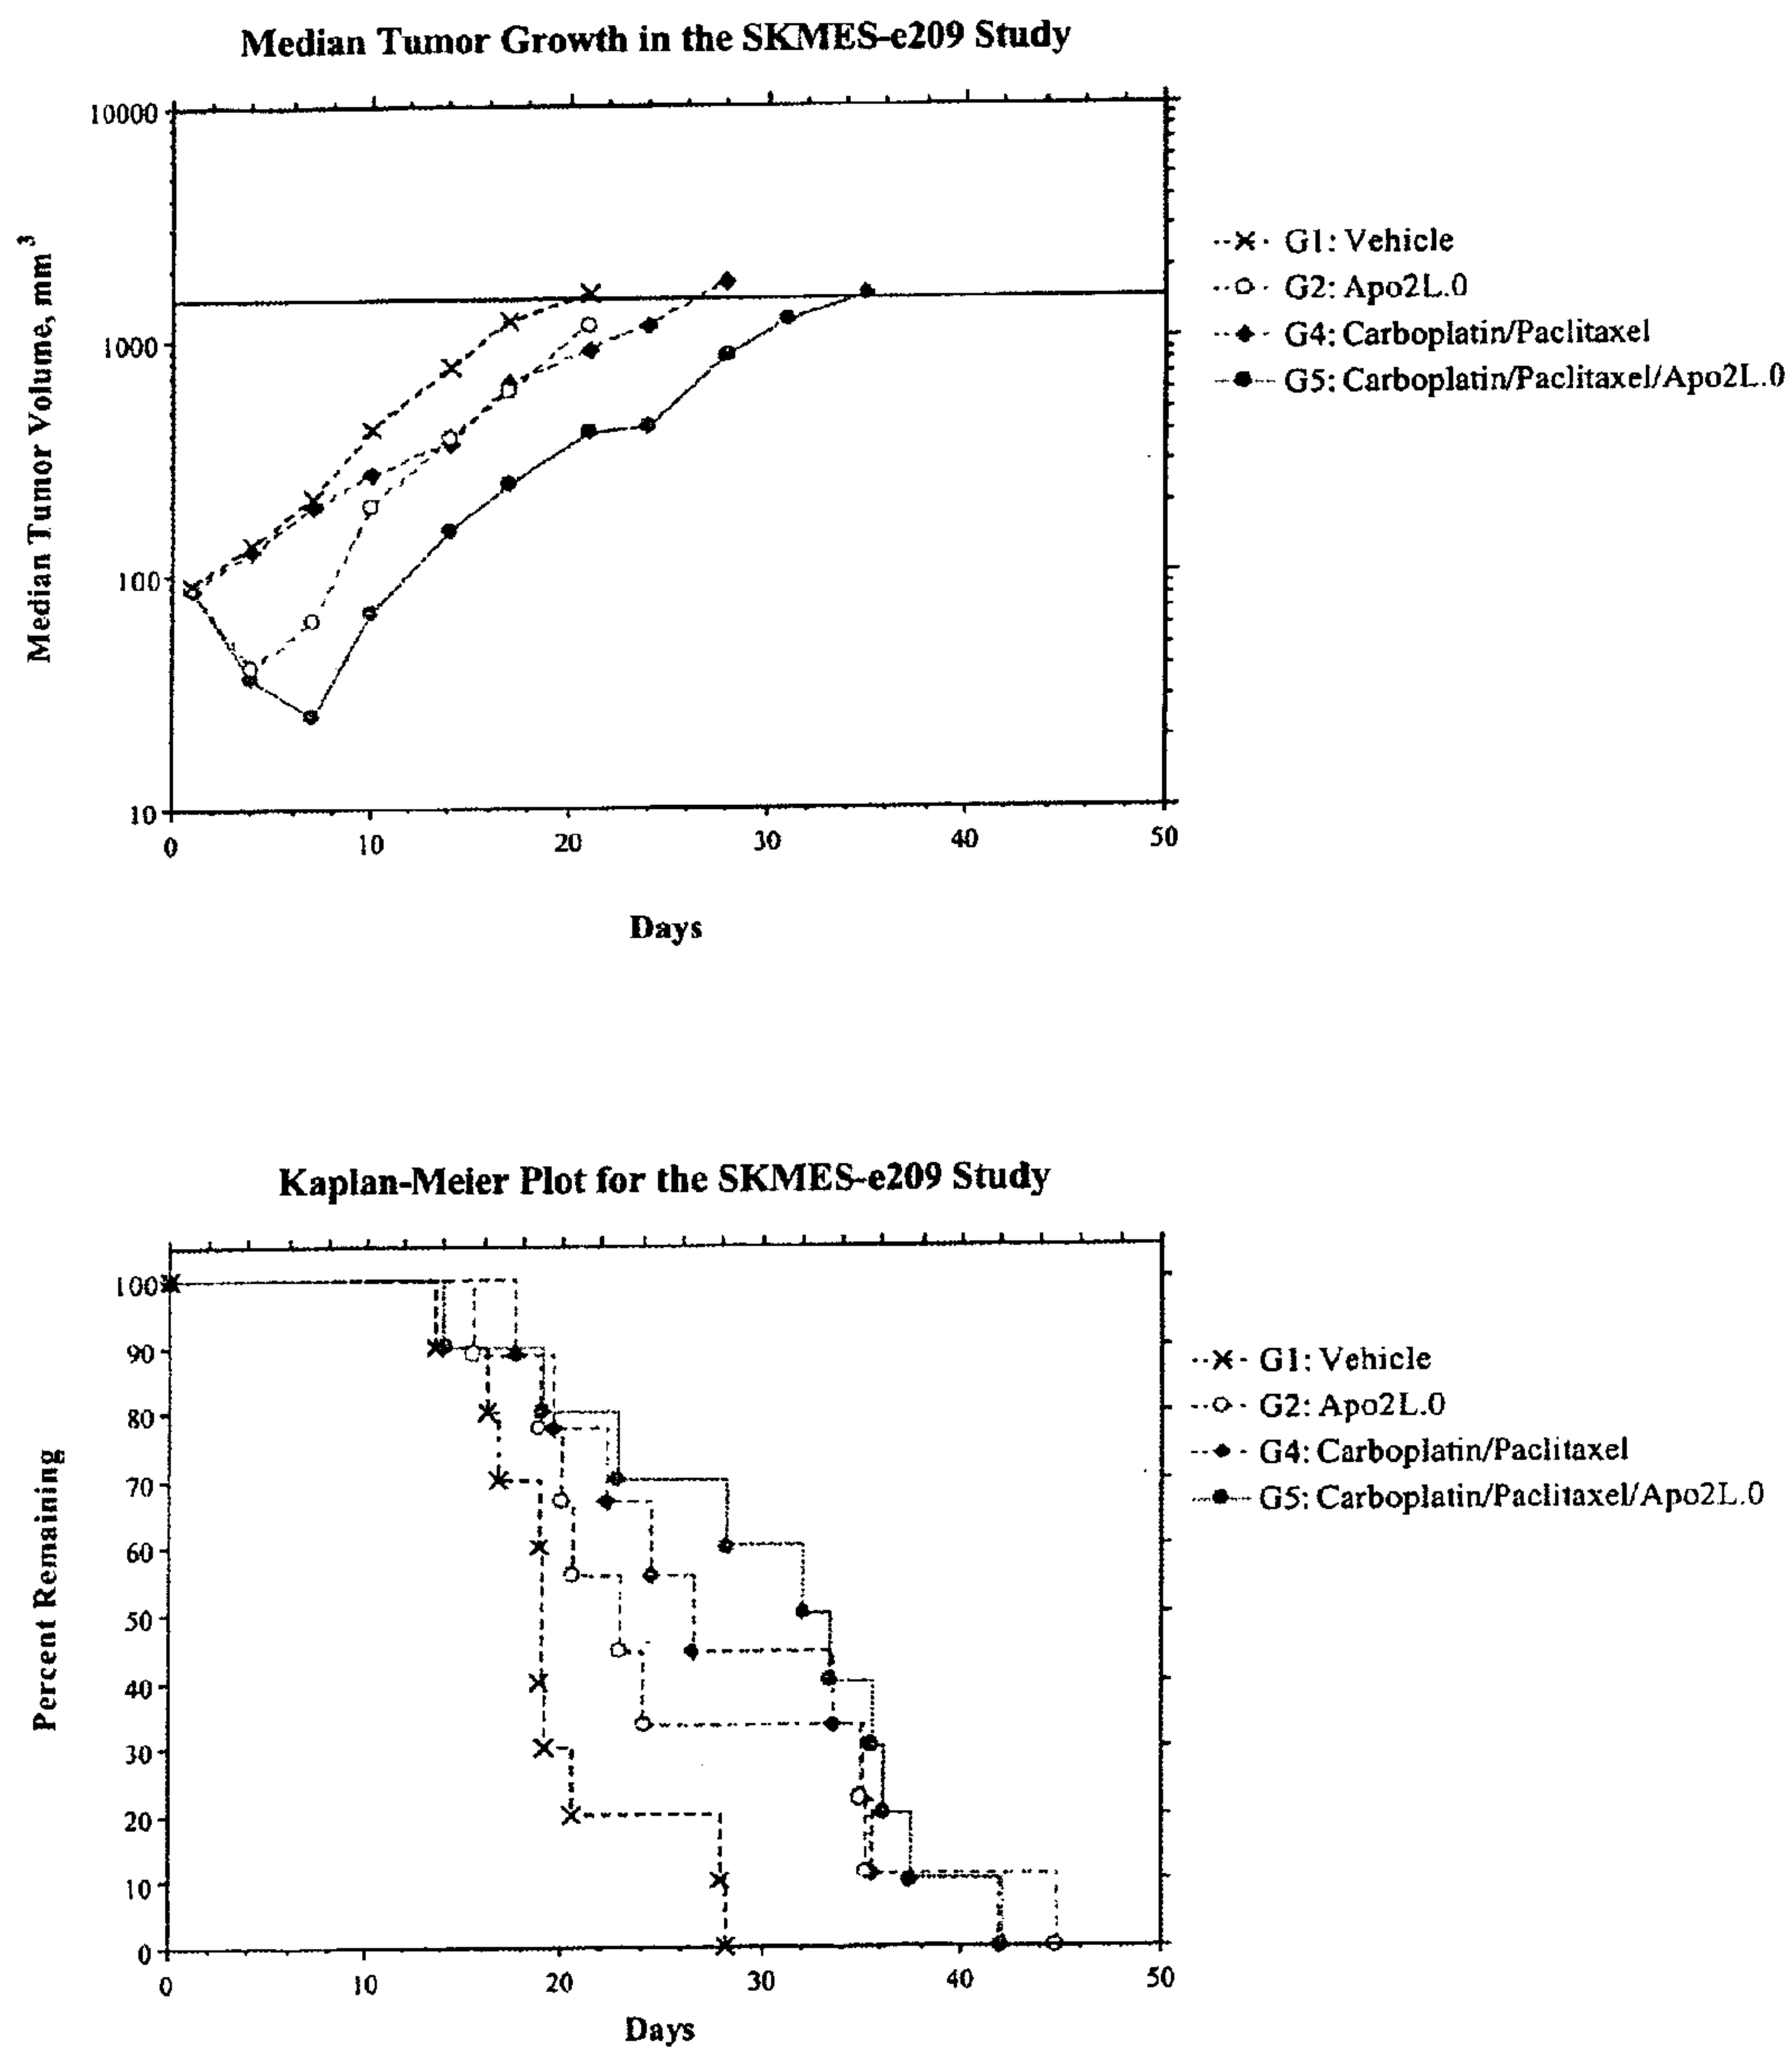 Median Tumor Growth in the SKMES-e209 Study
10000
1000
100
10
Median Tumor Volume, mm³
0 10 20 30 40 50
Days
G1: Vehicle
G2: Apo2L.0
G4: Carboplatin/Paclitaxel
G5: Carboplatin/Paclitaxel/Apo2L.0
Kaplan-Meier Plot for the SKMES-e209 Study
100
90
80
70
60
50
40
30
20
10
0
Percent Remaining
0 10 20 30 40 50
Days
G1: Vehicle
G2: Apo2L.0
G4: Carboplatin/Paclitaxel
G5: Carboplatin/Paclitaxel/Apo2L.0